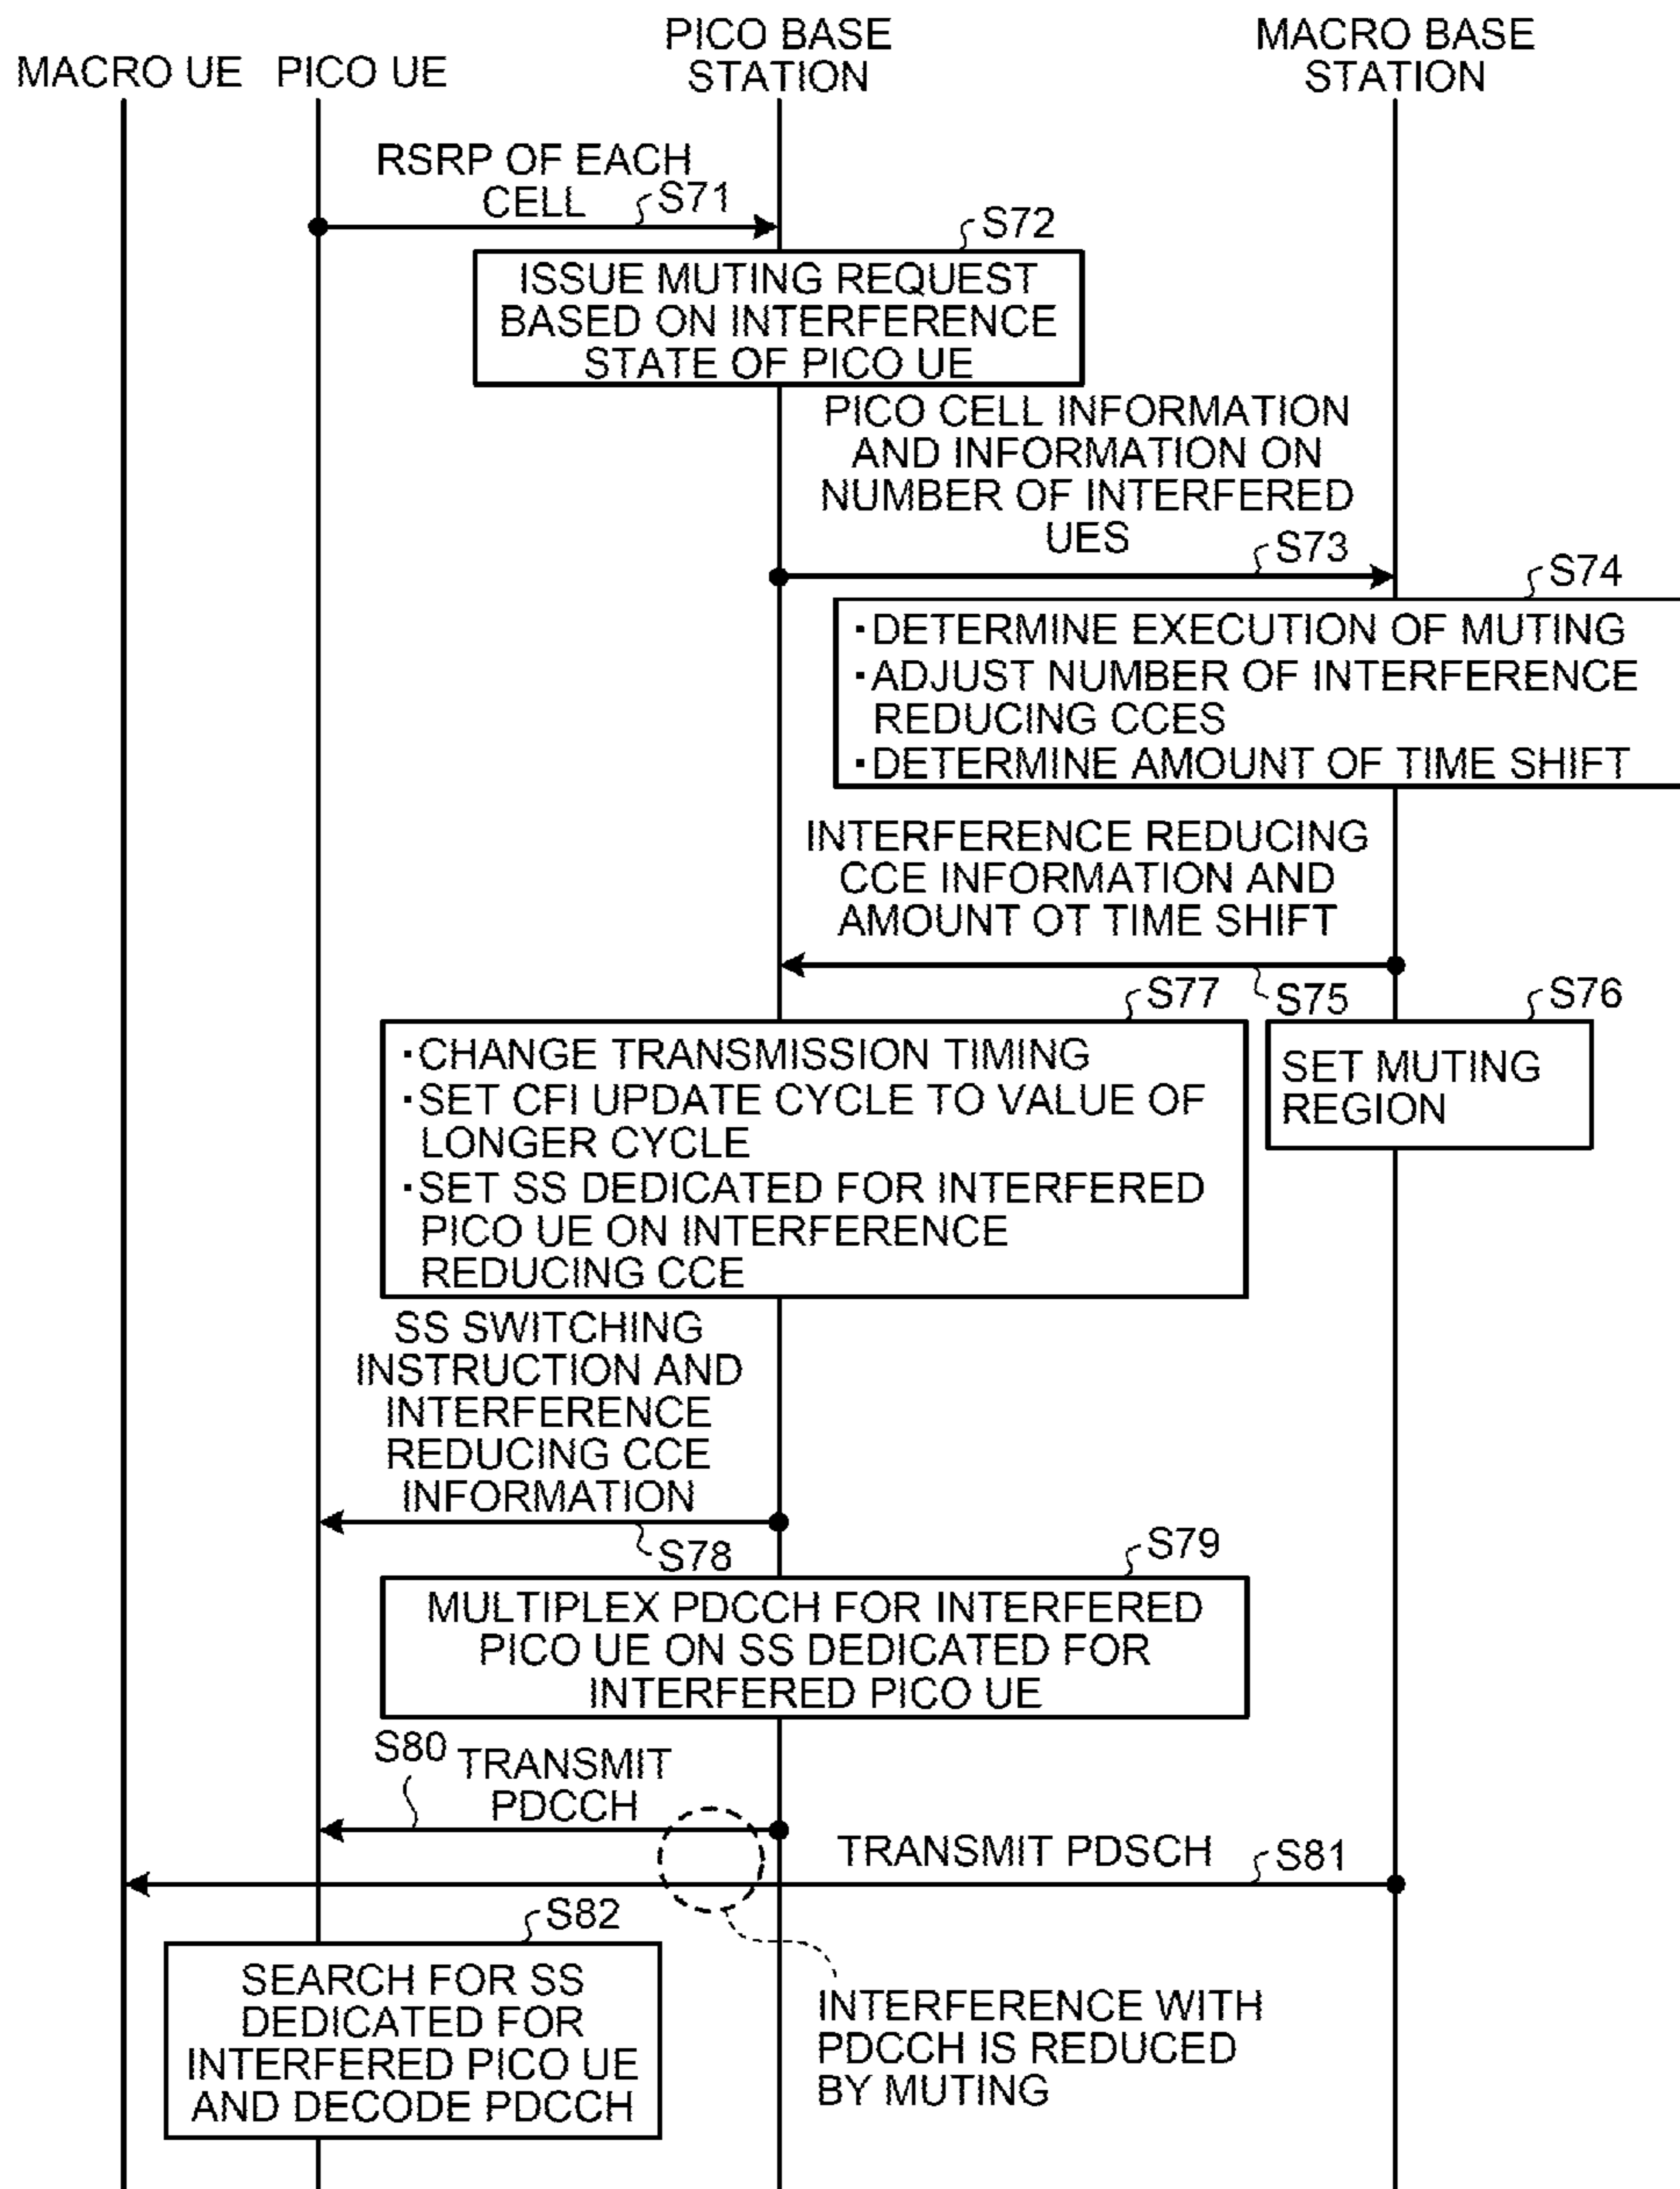 MACRO UE
PICO UE
PICO BASE
STATION
MACRO BASE
STATION
RSRP OF EACH
CELL
S71
S72
ISSUE MUTING REQUEST
BASED ON INTERFERENCE
STATE OF PICO UE
PICO CELL INFORMATION
AND INFORMATION ON
NUMBER OF INTERFERED
UES
S73
S74
·DETERMINE EXECUTION OF MUTING
·ADJUST NUMBER OF INTERFERENCE
REDUCING CCES
·DETERMINE AMOUNT OF TIME SHIFT
INTERFERENCE REDUCING
CCE INFORMATION AND
AMOUNT OT TIME SHIFT
S75
S76
SET MUTING
REGION
S77
·CHANGE TRANSMISSION TIMING
·SET CFI UPDATE CYCLE TO VALUE OF
LONGER CYCLE
·SET SS DEDICATED FOR INTERFERED
PICO UE ON INTERFERENCE
REDUCING CCE
SS SWITCHING
INSTRUCTION AND
INTERFERENCE
REDUCING CCE
INFORMATION
S78
S79
MULTIPLEX PDCCH FOR INTERFERED
PICO UE ON SS DEDICATED FOR
INTERFERED PICO UE
S80
TRANSMIT
PDCCH
TRANSMIT PDSCH
S81
S82
SEARCH FOR SS
DEDICATED FOR
INTERFERED PICO UE
AND DECODE PDCCH
INTERFERENCE WITH
PDCCH IS REDUCED
BY MUTING